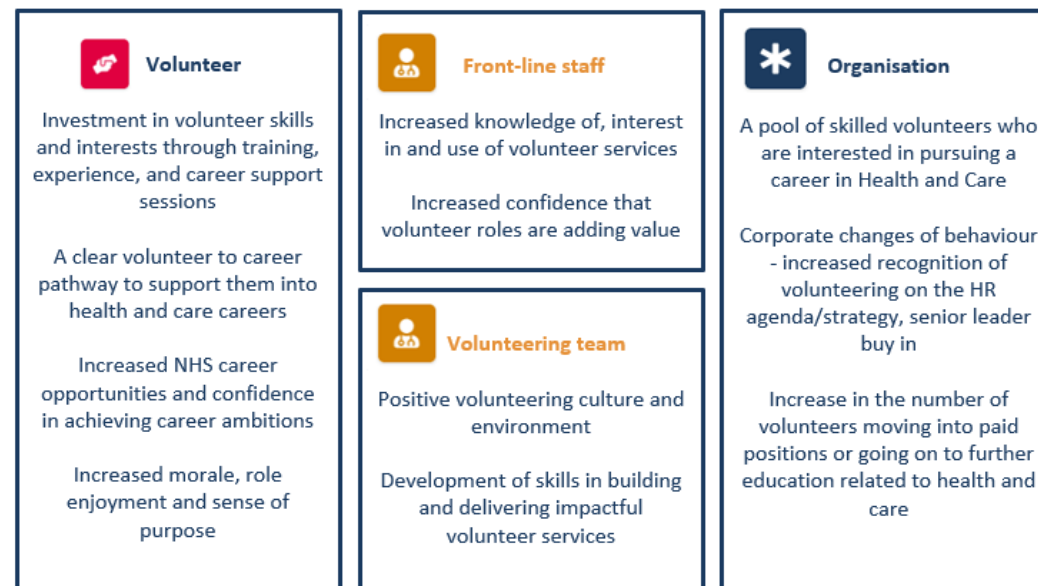 Volunteer
Investment in volunteer skills
and interests through training,
experience, and career support
sessions
A clear volunteer to career
pathway to support them into
health and care careers
Increased NHS career
opportunities and confidence
in achieving career ambitions
Increased morale, role
enjoyment and sense of
purpose
Front-line staff
Increased knowledge of, interest
in and use of volunteer services
Increased confidence that
volunteer roles are adding value
Volunteering team
Positive volunteering culture and
environment
Development of skills in building
and delivering impactful
volunteer services
Organisation
A pool of skilled volunteers who
are interested in pursuing a
career in Health and Care
Corporate changes of behaviour
- increased recognition of
volunteering on the HR
agenda/strategy, senior leader
buy in
Increase in the number of
volunteers moving into paid
positions or going on to further
education related to health and
care